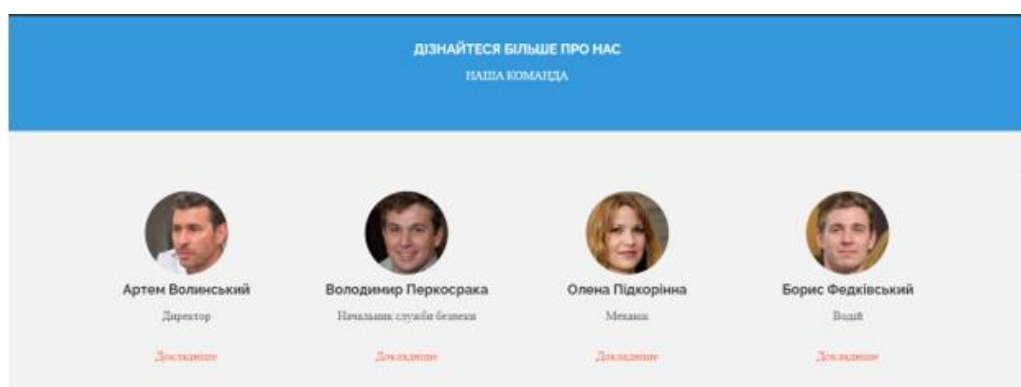 ДІЗНАЙТЕСЯ БІЛЬШЕ ПРО НАС
НАША КОМАНДА
Артем Волинський
Володимир Перкосрака
Олена Підкорінна
Борис Федківський
Директор
Начальник служби безпеки
Механік
Водій
Докладніше
Докладніше
Докладніше
Докладніше